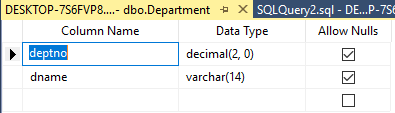 DESKTOP-7S6FVP8....- dbo.Department SQLQuery2.sql - DE...P-7S6
Column Name Data Type Allow Nulls
deptno decimal(2, 0)
dname varchar(14)